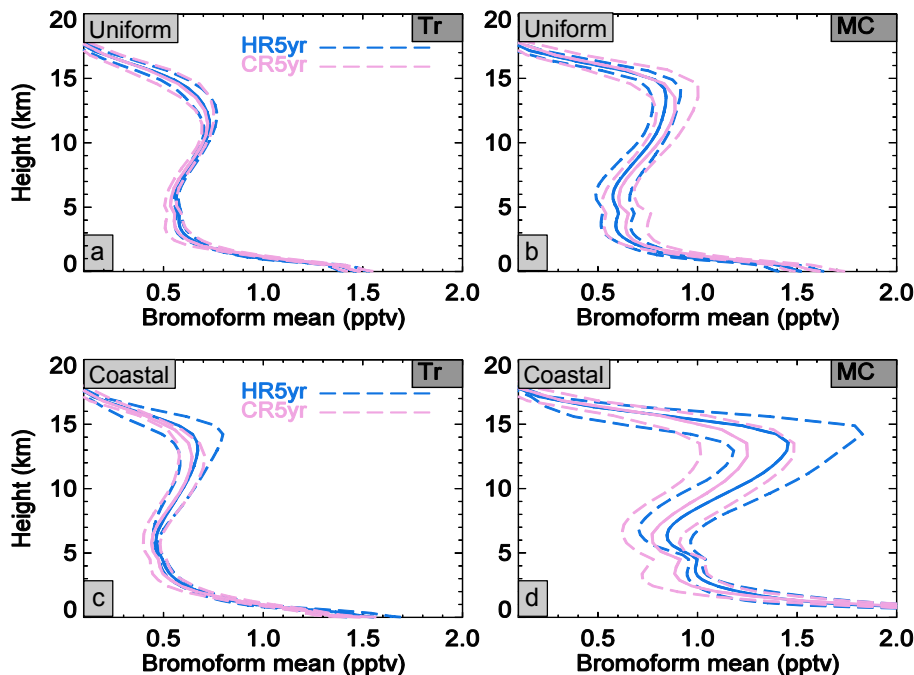 20
Uniform
Tr
HR5yr
CR5yr
15
10
5
0
Height (km)
a
0.5 1.0 1.5 2.0
Bromoform mean (pptv)
20
Uniform
MC
15
10
5
0
Height (km)
b
0.5 1.0 1.5 2.0
Bromoform mean (pptv)
20
Coastal
Tr
HR5yr
CR5yr
15
10
5
0
Height (km)
c
0.5 1.0 1.5 2.0
Bromoform mean (pptv)
20
Coastal
MC
15
10
5
0
Height (km)
d
0.5 1.0 1.5 2.0
Bromoform mean (pptv)